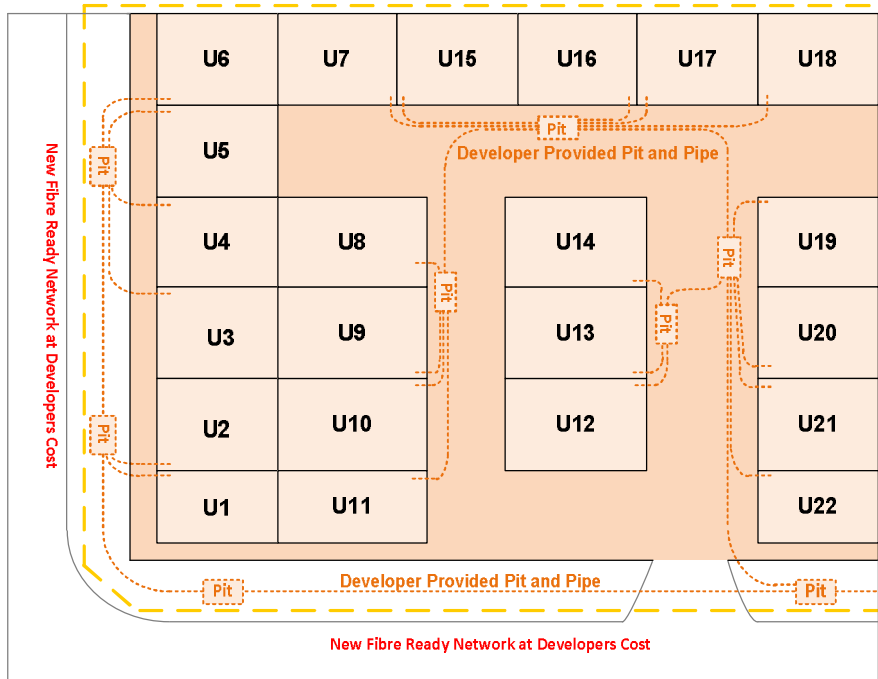 U6
U7
U15
U16
U17
U18
Pit
Developer Provided Pit and Pipe
U5
Pit
New Fibre Ready Network at Developers Cost
U4
U8
U14
U19
Pit
Pit
U3
U9
U13
U20
Pit
U2
U10
U12
U21
Pit
U1
U11
U22
Developer Provided Pit and Pipe
Pit
Pit
New Fibre Ready Network at Developers Cost